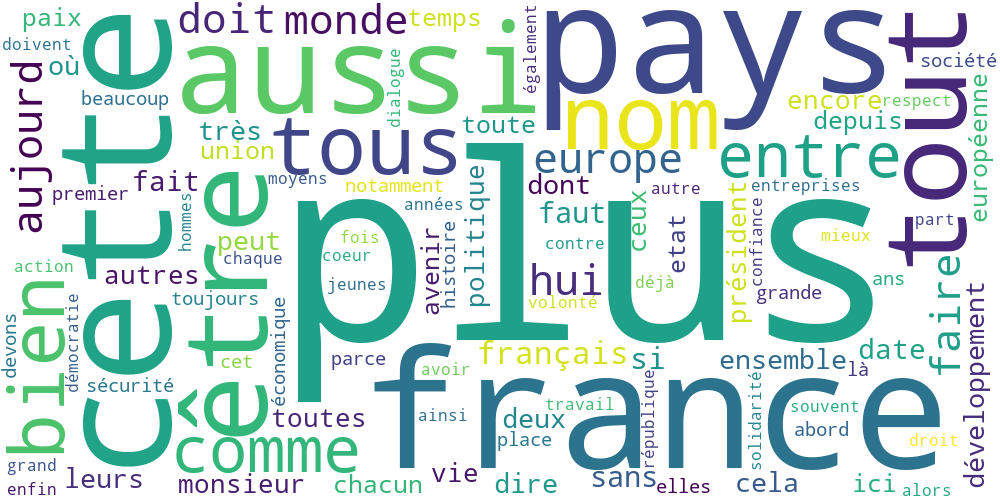 paix
doit
monde
temps
pays
tout
cette
doivent
où
aussi
dialogue
également
nom
société
aujourd
beaucoup
très
tous
toute
encore
respect
depuis
européenne
union
europe
entre
premier
fait
moyens
notamment
dont
autre
entreprises
hommes
être
plus
années
politique
faut
ceux
etat
président
confiance
part
peut
chaque
fois
coeur
avenir
histoire
contre
mieux
action
autres
jeunes
hui
déjà
grande
ans
faire
bien
toujours
volonté
devons
démocratie
sécurité
cet
économique
parce
avoir
français
si
ensemble
là
date
développement
france
toutes
ainsi
deux
travail
république
solidarité
souvent
abord
comme
place
droit
grand
enfin
leurs
monsieur
chacun
vie
dire
sans
elles
cela
ici
alors